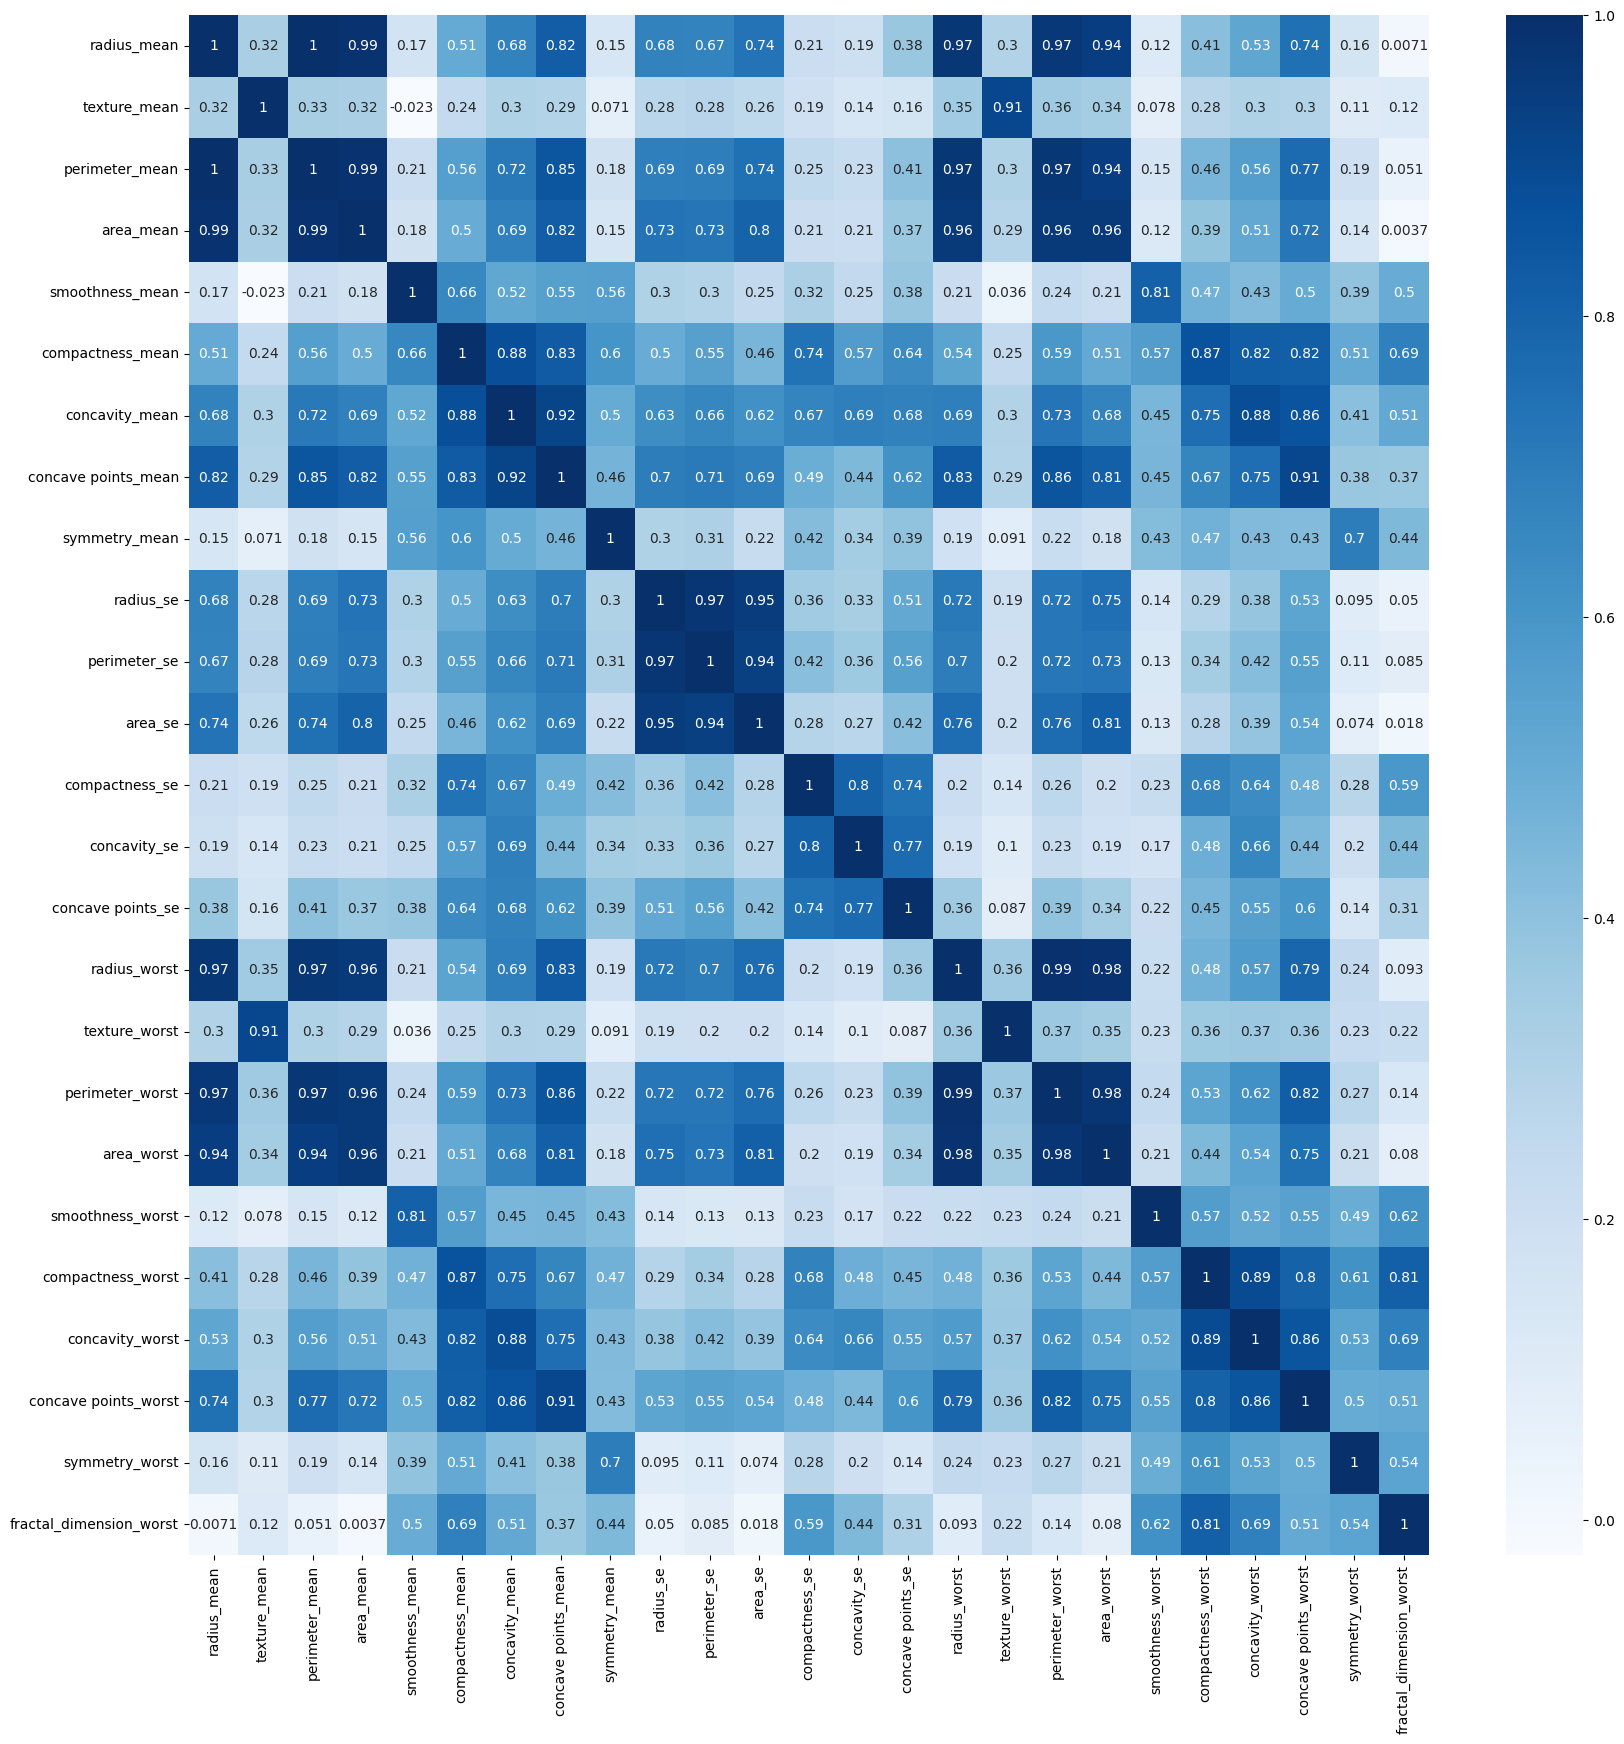 radius_mean 1 0.32 1 0.99 0.17 0.51 0.68 0.82 0.15 0.68 0.67 0.74 0.21 0.19 0.38 0.97 0.3 0.97 0.94 0.12 0.41 0.53 0.74 0.16 0.0071
texture_mean 0.32 1 0.33 0.32 -0.023 0.24 0.3 0.29 0.071 0.28 0.28 0.26 0.19 0.14 0.16 0.35 0.91 0.36 0.34 0.078 0.28 0.3 0.3 0.11 0.12
perimeter_mean 1 0.33 1 0.99 0.21 0.56 0.72 0.85 0.18 0.69 0.69 0.74 0.25 0.23 0.41 0.97 0.3 0.97 0.94 0.15 0.46 0.56 0.77 0.19 0.051
area_mean 0.99 0.32 0.99 1 0.18 0.5 0.69 0.82 0.15 0.73 0.73 0.8 0.21 0.21 0.37 0.96 0.29 0.96 0.96 0.12 0.39 0.51 0.72 0.14 0.0037
smoothness_mean 0.17 -0.023 0.21 0.18 1 0.66 0.52 0.55 0.56 0.3 0.3 0.25 0.32 0.25 0.38 0.21 0.036 0.24 0.21 0.81 0.47 0.43 0.5 0.39 0.5
compactness_mean 0.51 0.24 0.56 0.5 0.66 1 0.88 0.83 0.6 0.5 0.55 0.46 0.74 0.57 0.64 0.54 0.25 0.59 0.51 0.57 0.87 0.82 0.82 0.51 0.69
concavity_mean 0.68 0.3 0.72 0.69 0.52 0.88 1 0.92 0.5 0.63 0.66 0.62 0.67 0.69 0.68 0.69 0.3 0.73 0.68 0.45 0.75 0.88 0.86 0.41 0.51
concave points_mean 0.82 0.29 0.85 0.82 0.55 0.83 0.92 1 0.46 0.7 0.71 0.69 0.49 0.44 0.62 0.83 0.29 0.86 0.81 0.45 0.67 0.75 0.91 0.38 0.37
symmetry_mean 0.15 0.071 0.18 0.15 0.56 0.6 0.5 0.46 1 0.3 0.31 0.22 0.42 0.34 0.39 0.19 0.091 0.22 0.18 0.43 0.47 0.43 0.43 0.7 0.44
radius_se 0.68 0.28 0.69 0.73 0.3 0.5 0.63 0.7 0.3 1 0.97 0.95 0.36 0.33 0.51 0.72 0.19 0.72 0.75 0.14 0.29 0.38 0.53 0.095 0.05
perimeter_se 0.67 0.28 0.69 0.73 0.3 0.55 0.66 0.71 0.31 0.97 1 0.94 0.42 0.36 0.56 0.7 0.2 0.72 0.73 0.13 0.34 0.42 0.55 0.11 0.085
area_se 0.74 0.26 0.74 0.8 0.25 0.46 0.62 0.69 0.22 0.95 0.94 1 0.28 0.27 0.42 0.76 0.2 0.76 0.81 0.13 0.28 0.39 0.54 0.074 0.018
compactness_se 0.21 0.19 0.25 0.21 0.32 0.74 0.67 0.49 0.42 0.36 0.42 0.28 1 0.8 0.74 0.2 0.14 0.26 0.2 0.23 0.68 0.64 0.48 0.28 0.59
concavity_se 0.19 0.14 0.23 0.21 0.25 0.57 0.69 0.44 0.34 0.33 0.36 0.27 0.8 1 0.77 0.19 0.1 0.23 0.19 0.17 0.48 0.66 0.44 0.2 0.44
concave points_se 0.38 0.16 0.41 0.37 0.38 0.64 0.68 0.62 0.39 0.51 0.56 0.42 0.74 0.77 1 0.36 0.087 0.39 0.34 0.22 0.45 0.55 0.6 0.14 0.31
radius_worst 0.97 0.35 0.97 0.96 0.21 0.54 0.69 0.83 0.19 0.72 0.7 0.76 0.2 0.19 0.36 1 0.36 0.99 0.98 0.22 0.48 0.57 0.79 0.24 0.093
texture_worst 0.3 0.91 0.3 0.29 0.036 0.25 0.3 0.29 0.091 0.19 0.2 0.2 0.14 0.1 0.087 0.36 1 0.37 0.35 0.23 0.36 0.37 0.36 0.23 0.22
perimeter_worst 0.97 0.36 0.97 0.96 0.24 0.59 0.73 0.86 0.22 0.72 0.72 0.76 0.26 0.23 0.39 0.99 0.37 1 0.98 0.24 0.53 0.62 0.82 0.27 0.14
area_worst 0.94 0.34 0.94 0.96 0.21 0.51 0.68 0.81 0.18 0.75 0.73 0.81 0.2 0.19 0.34 0.98 0.35 0.98 1 0.21 0.44 0.54 0.75 0.21 0.08
smoothness_worst 0.12 0.078 0.15 0.12 0.81 0.57 0.45 0.45 0.43 0.14 0.13 0.13 0.23 0.17 0.22 0.22 0.23 0.24 0.21 1 0.57 0.52 0.55 0.49 0.62
compactness_worst 0.41 0.28 0.46 0.39 0.47 0.87 0.75 0.67 0.47 0.29 0.34 0.28 0.68 0.48 0.45 0.48 0.36 0.53 0.44 0.57 1 0.89 0.8 0.61 0.81
concavity_worst 0.53 0.3 0.56 0.51 0.43 0.82 0.88 0.75 0.43 0.38 0.42 0.39 0.64 0.66 0.55 0.57 0.37 0.62 0.54 0.52 0.89 1 0.86 0.53 0.69
concave points_worst 0.74 0.3 0.77 0.72 0.5 0.82 0.86 0.91 0.43 0.53 0.55 0.54 0.48 0.44 0.6 0.79 0.36 0.82 0.75 0.55 0.8 0.86 1 0.5 0.51
symmetry_worst 0.16 0.11 0.19 0.14 0.39 0.51 0.41 0.38 0.7 0.095 0.11 0.074 0.28 0.2 0.14 0.24 0.23 0.27 0.21 0.49 0.61 0.53 0.5 1 0.54
fractal_dimension_worst 0.0071 0.12 0.051 0.0037 0.5 0.69 0.51 0.37 0.44 0.05 0.085 0.018 0.59 0.44 0.31 0.093 0.22 0.14 0.08 0.62 0.81 0.69 0.51 0.54 1
radius_mean
texture_mean
perimeter_mean
area_mean
smoothness_mean
compactness_mean
concavity_mean
concave points_mean
symmetry_mean
radius_se
perimeter_se
area_se
compactness_se
concavity_se
concave points_se
radius_worst
texture_worst
perimeter_worst
area_worst
smoothness_worst
compactness_worst
concavity_worst
concave points_worst
symmetry_worst
fractal_dimension_worst
1.0
0.8
0.6
0.4
0.2
0.0